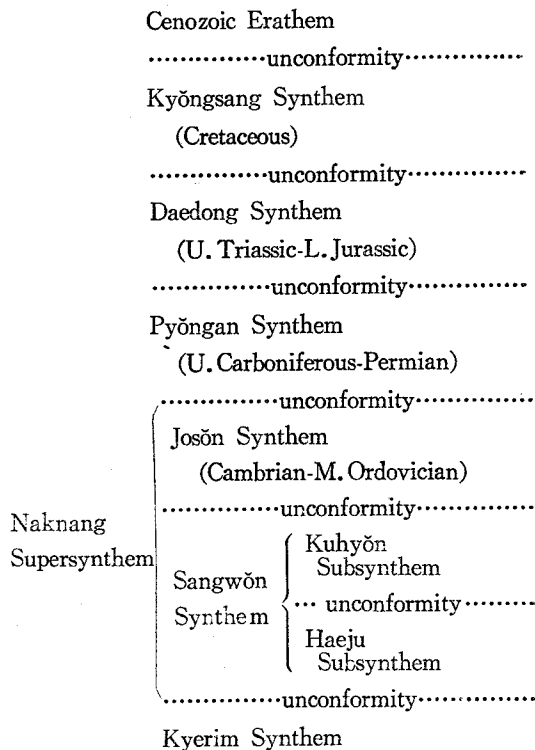 Cenozoic Erathem
···············unconformity···············
Kyŏngsang Synthem
(Cretaceous)
···············unconformity···············
Daedong Synthem
(U. Triassic-L. Jurassic)
···············unconformity···············
Pyŏngan Synthem
(U. Carboniferous-Permian)
···············unconformity···············
Josŏn Synthem
(Cambrian-M. Ordovician)
···············unconformity···············
Naknang
Supersynthem
Sangwŏn
Synthem
Kuhyŏn
Subsynthem
··· unconformity·········
Haeju
Subsynthem
···············unconformity···············
Kyerim Synthem